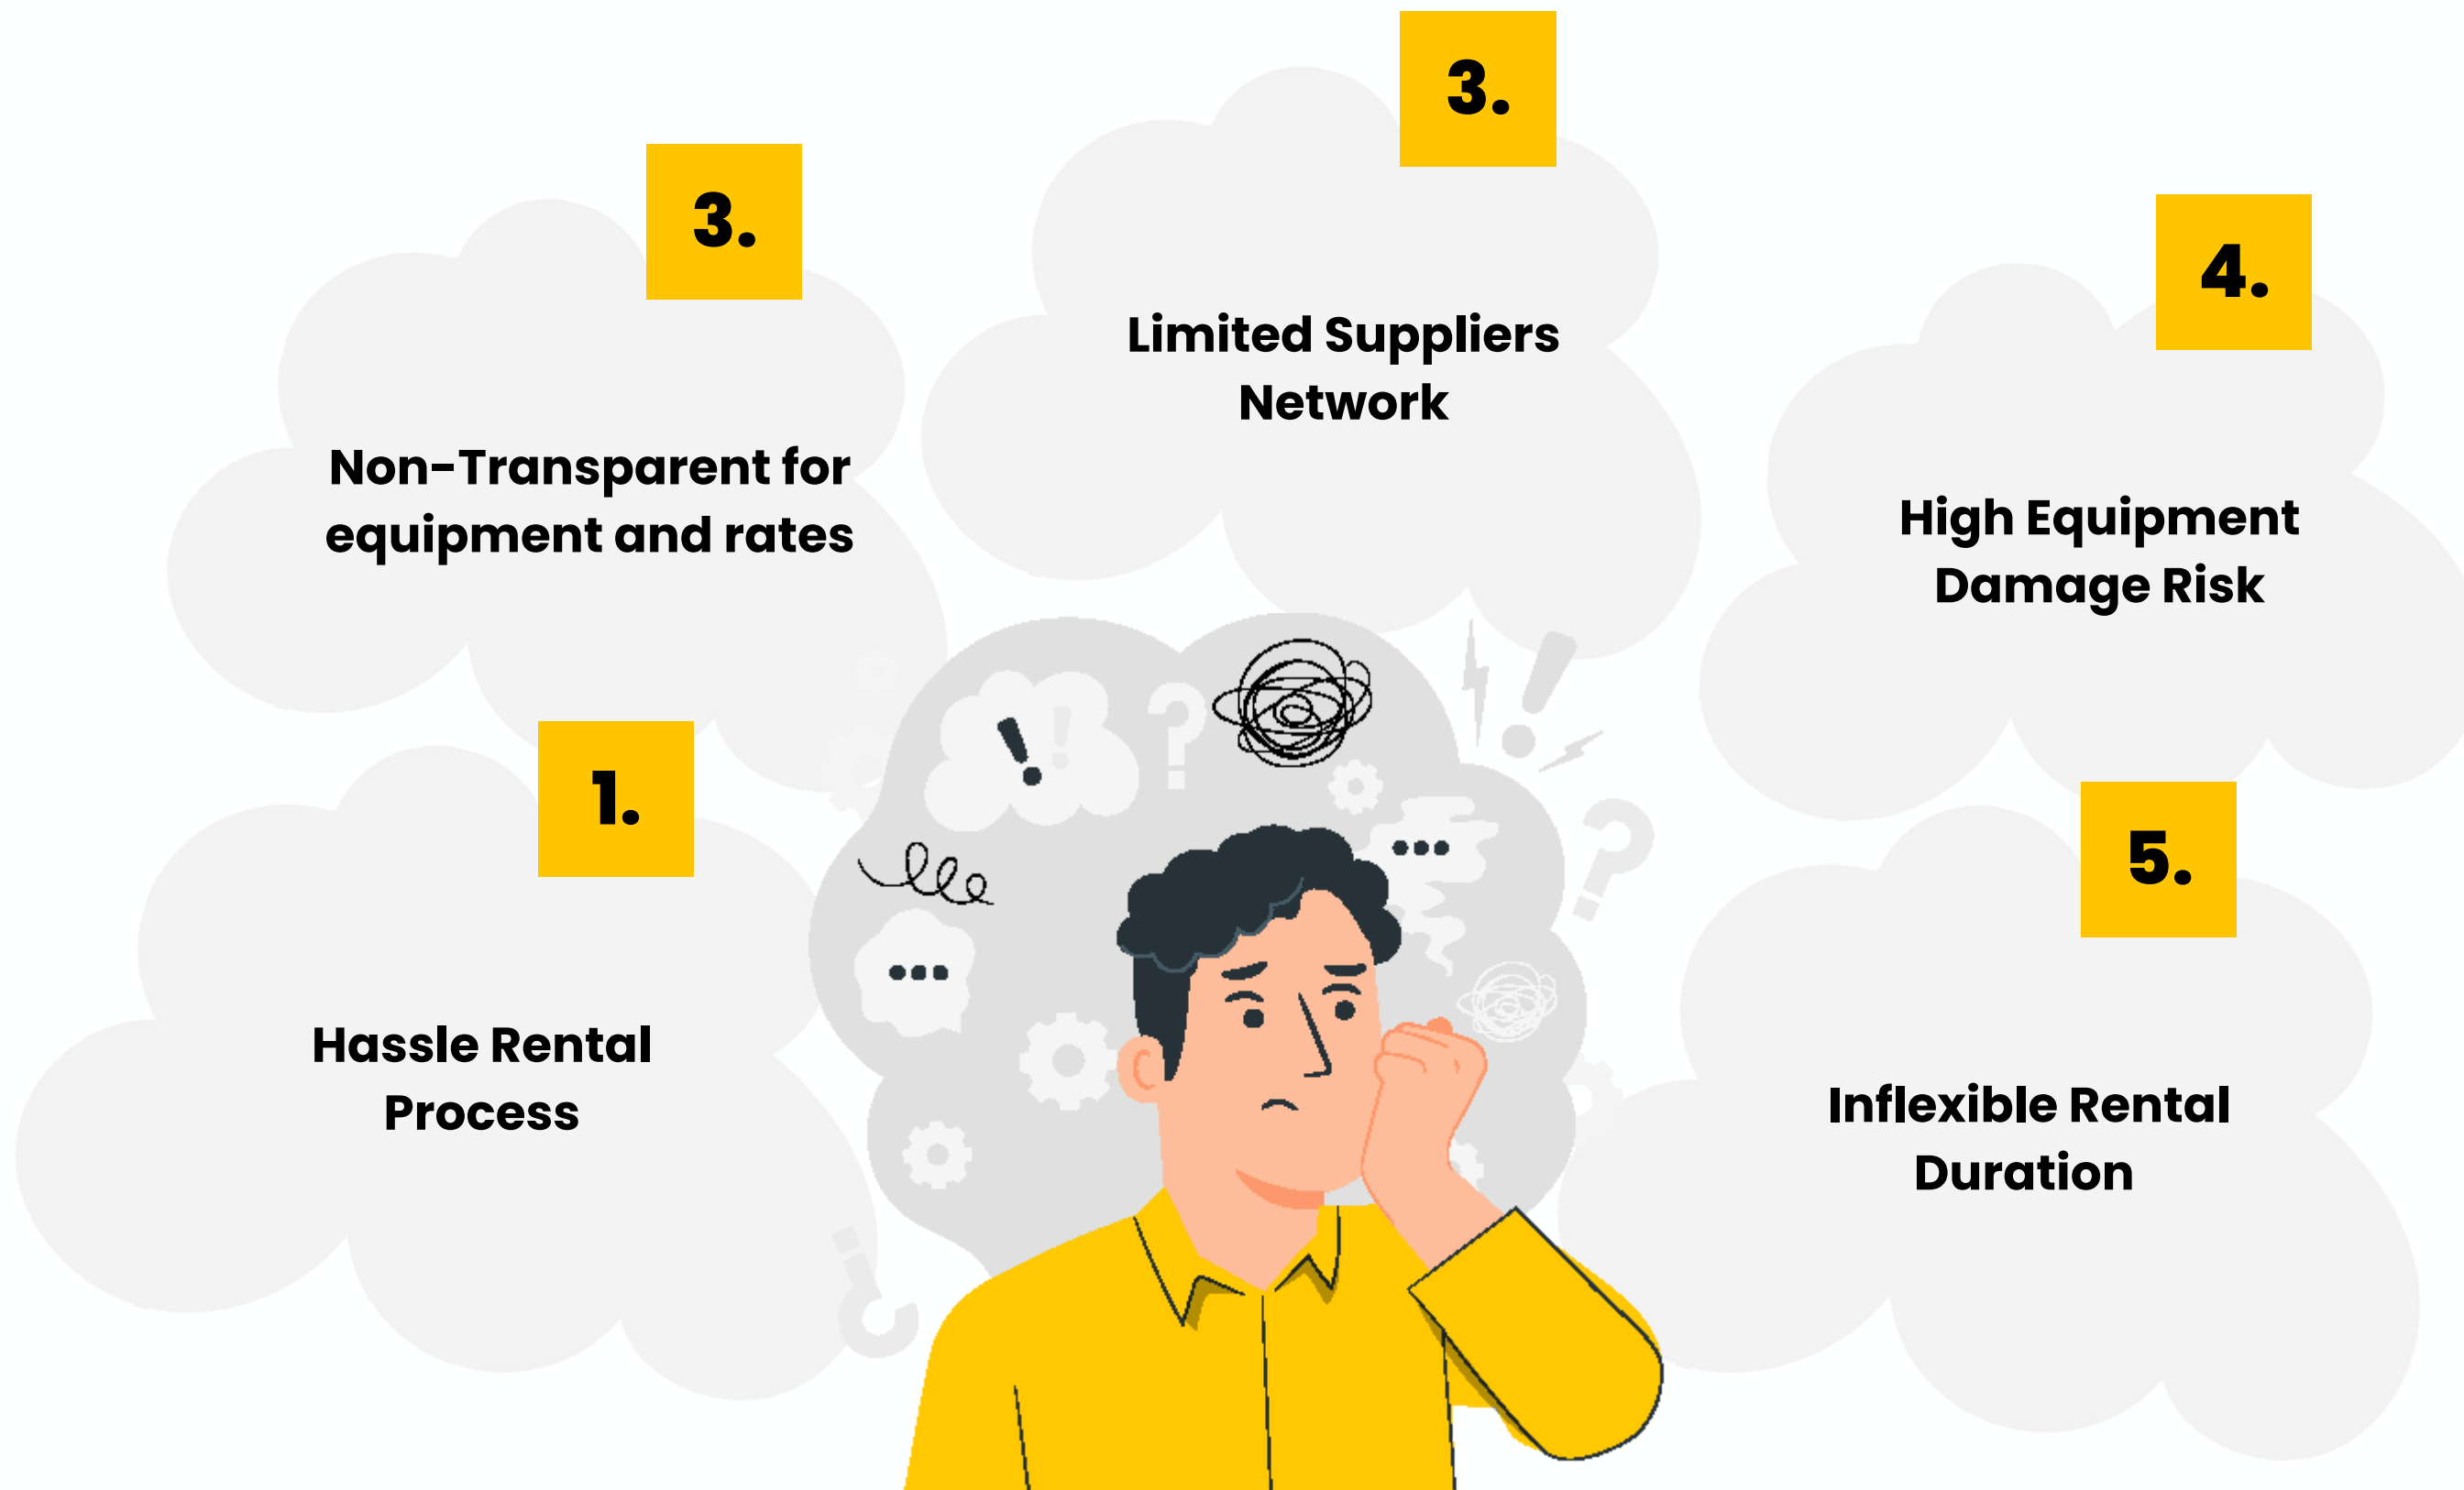 1.
Hassle Rental
Process
3.
Non-Transparent for
equipment and rates
3.
Limited Suppliers
Network
4.
High Equipment
Damage Risk
5.
Inflexible Rental
Duration